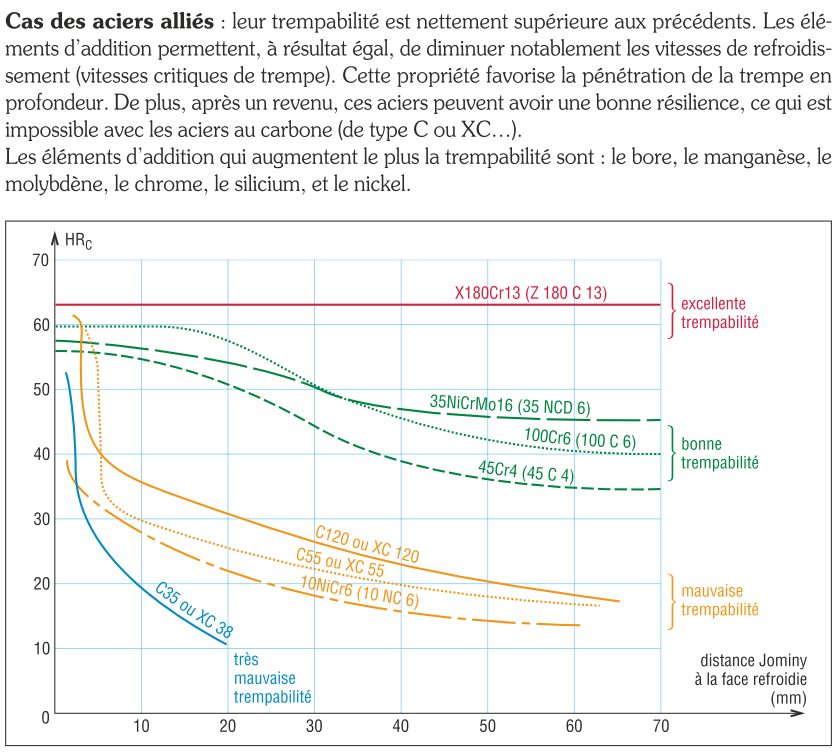 Cas des aciers alliés : leur trempabilité est nettement supérieure aux précédents. Les élé-
ments d’addition permettent, à résultat égal, de diminuer notablement les vitesses de refroidis-
sement (vitesses critiques de trempe). Cette propriété favorise la pénétration de la trempe en
profondeur. De plus, après un revenu, ces aciers peuvent avoir une bonne résilience, ce qui est
impossible avec les aciers au carbone (de type C ou XC…).
Les éléments d’addition qui augmentent le plus la trempabilité sont : le bore, le manganèse, le
molybdène, le chrome, le silicium, et le nickel.
HRC
70
X180Cr13 (Z 180 C 13)
excellente
trempabilité
60
50
35NiCrMo16 (35 NCD 6)
100Cr6 (100 C 6)
bonne
trempabilité
40
45Cr4 (45 C 4)
30
C120 ou XC 120
C55 ou XC 55
10NiCr6 (10 NC 6)
mauvaise
trempabilité
20
C35 ou XC 38
10
très
mauvaise
trempabilité
distance Jominy
à la face refroidie
(mm)
0
10
20
30
40
50
60
70